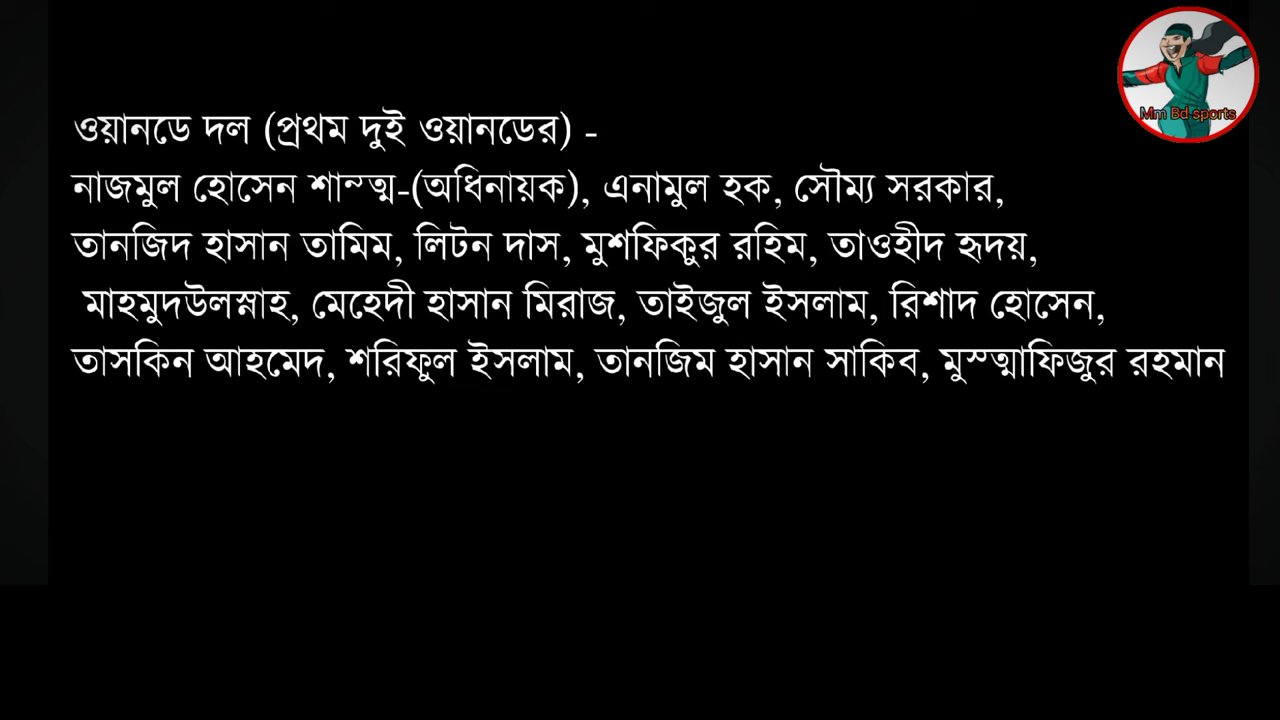 Mm Bd sports
ওয়ানডে দল (প্রথম দুই ওয়ানডের) -
নাজমুল হোসেন শান্ত্ম-(অধিনায়ক), এনামুল হক, সৌম্য সরকার,
তানজিদ হাসান তামিম, লিটন দাস, মুশফিকুর রহিম, তাওহীদ হৃদয়,
মাহমুদউলস্নাহ, মেহেদী হাসান মিরাজ, তাইজুল ইসলাম, রিশাদ হোসেন,
তাসকিন আহমেদ, শরিফুল ইসলাম, তানজিম হাসান সাকিব, মুস্ত্মাফিজুর রহমান